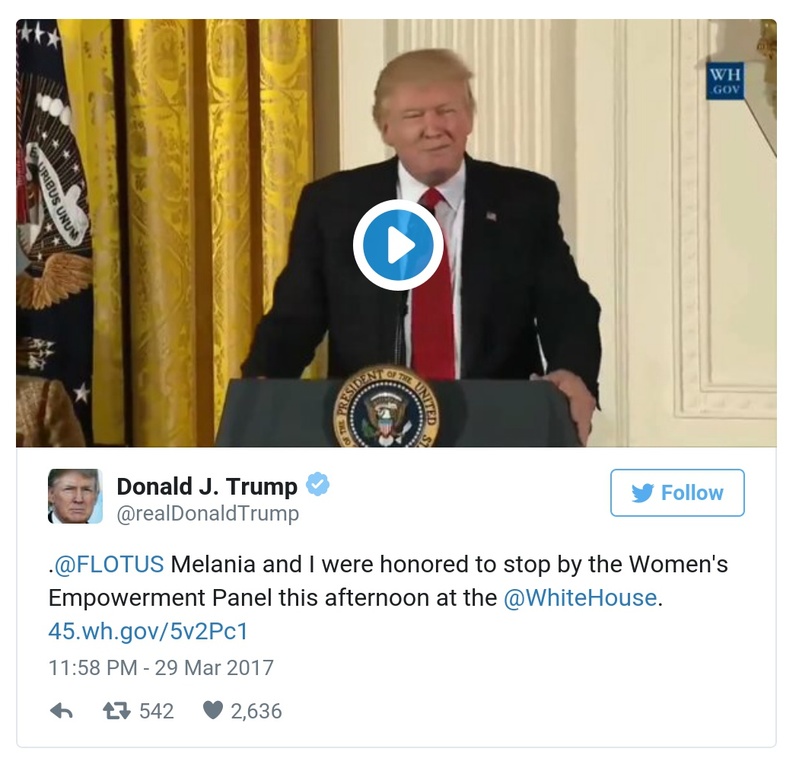 PLURIBUS UNUM
WH
.GOV
PRESIDENT OF THE UNITED
Donald J. Trump
@realDonaldTrump
Follow
.@FLOTUS Melania and I were honored to stop by the Women's
Empowerment Panel this afternoon at the @WhiteHouse.
45.wh.gov/5v2Pc1
11:58 PM - 29 Mar 2017
542 2,636